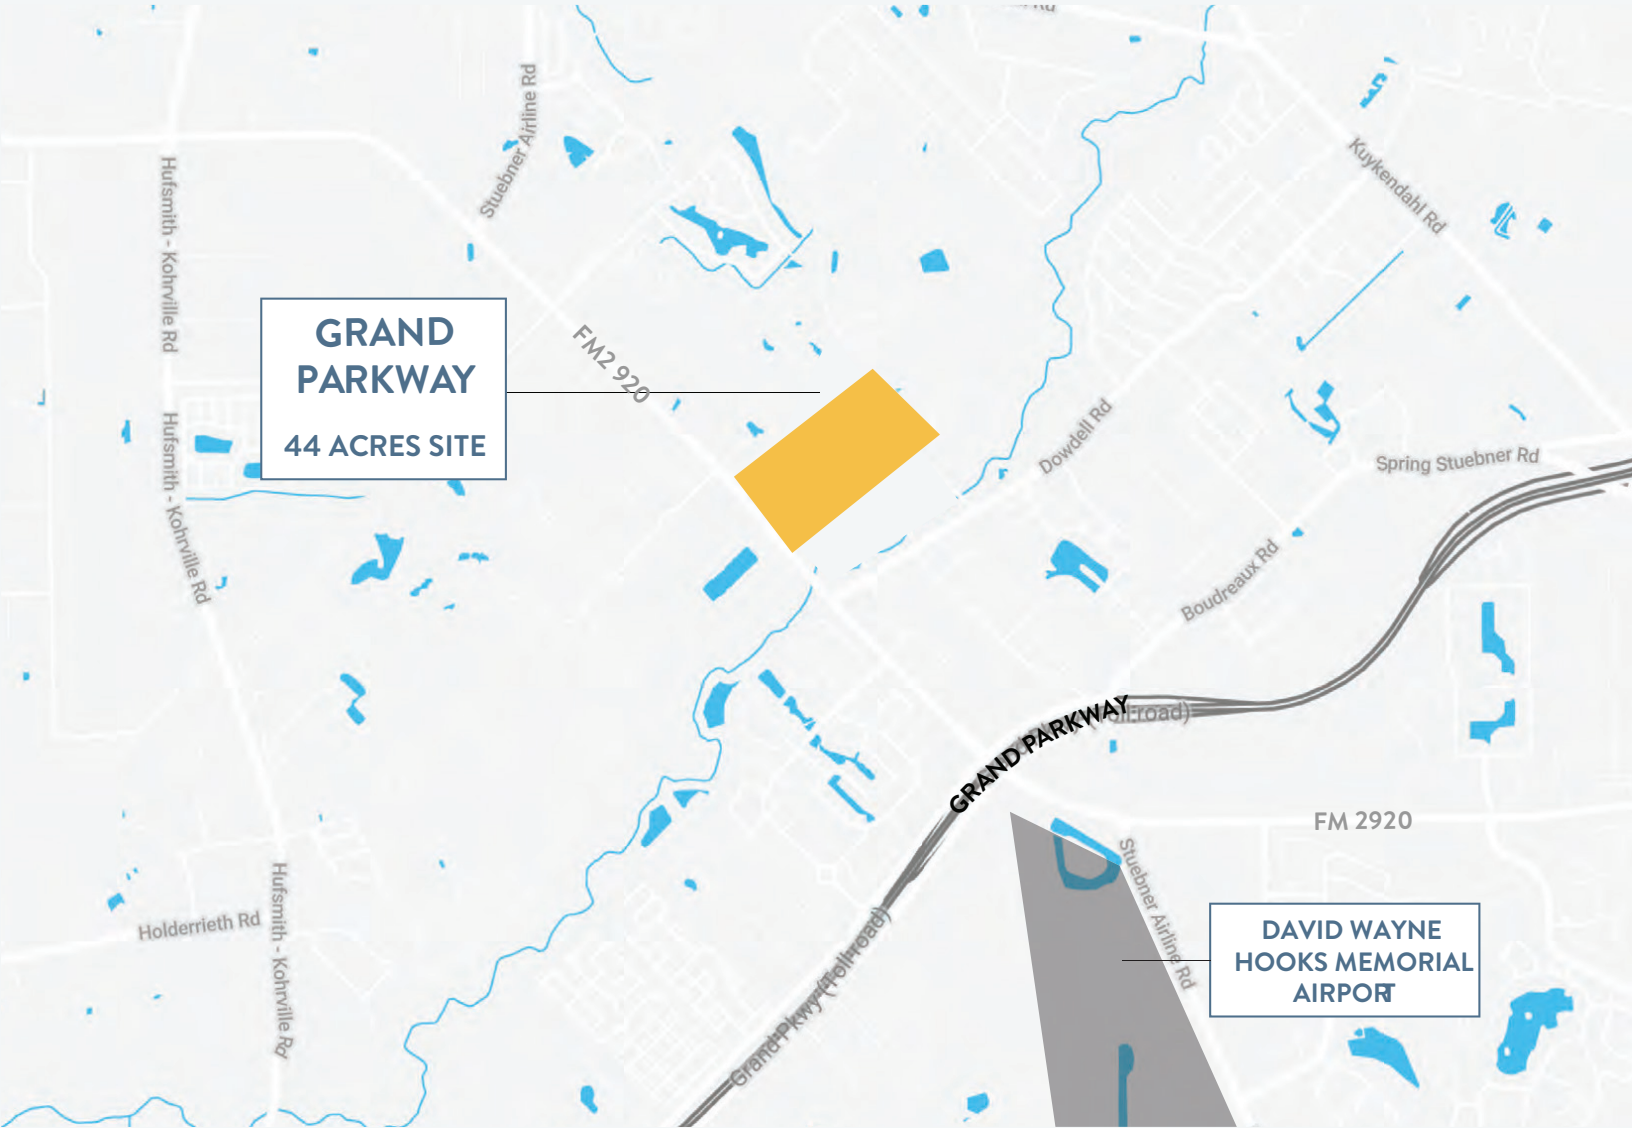 Rd
Stuebner Airline Rd
Hufsmith - Kohrville Rd
Kuykendahl Rd
GRAND
PARKWAY
44 ACRES SITE
FM2 920
Hufsmith - Kohrville Rd
Dowdell Rd
Spring Stuebner Rd
Boudreaux Rd
GRAND PARKWAY
(Tollroad)
FM 2920
Stuebner Airline Rd
Holderrieth Rd
Hufsmith - Kohrville Rd
Grand Pkwy (Tollroad)
DAVID WAYNE
HOOKS MEMORIAL
AIRPORT